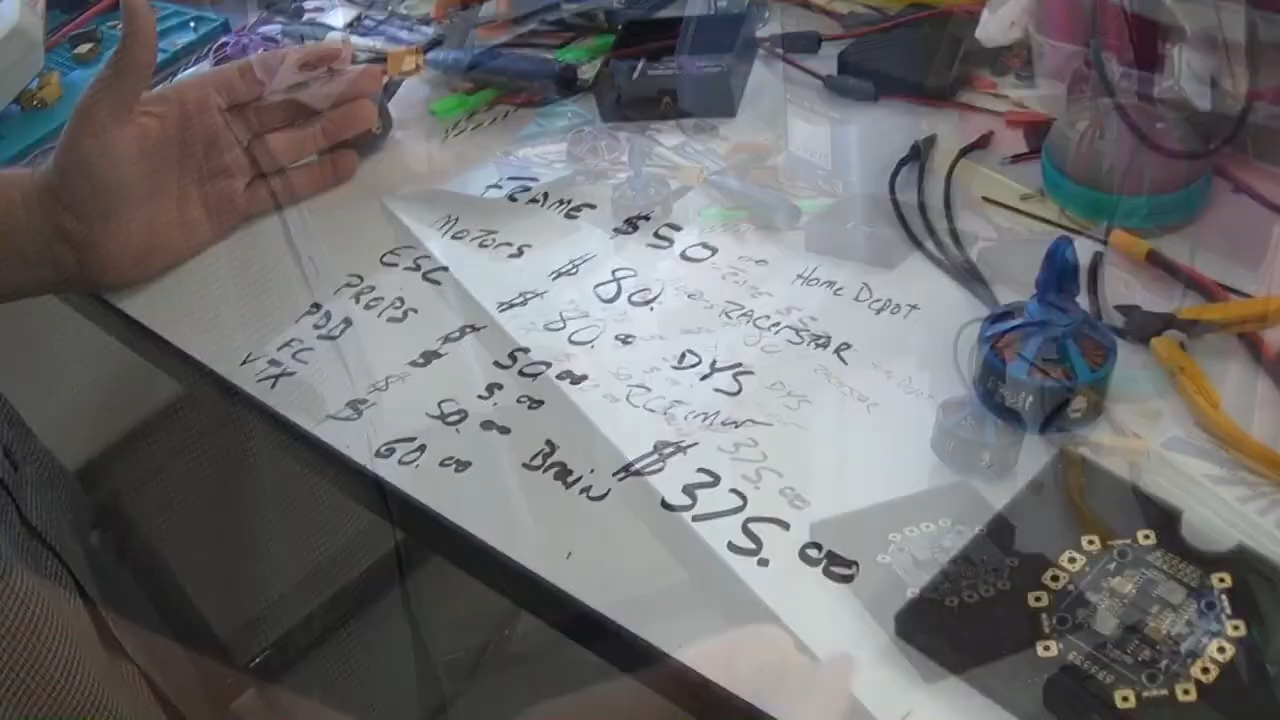 FRAME $50.00 Home Depot
Motors $80. RACERSTAR
ESC $80.00 DYS
PROPS $50.00 RCTimer
PDB $5.00
FC $50.00 Brain
VTX $60.00
$375.00